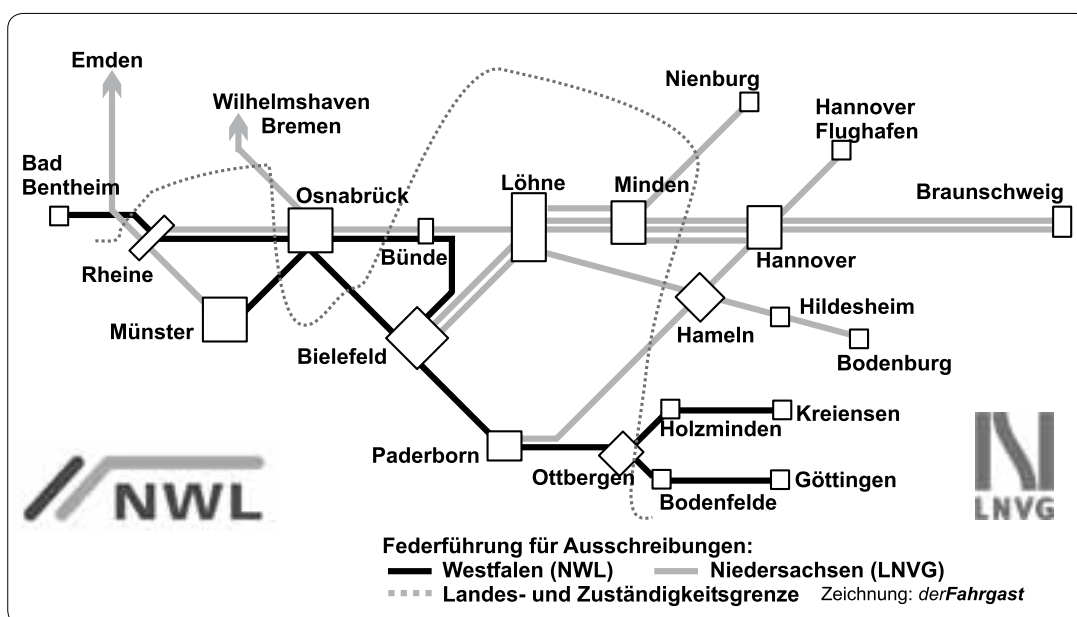 Emden
Wilhelmshaven
Bremen
Nienburg
Hannover
Flughafen
Bad
Bentheim
Osnabrück
Löhne
Minden
Braunschweig
Rheine
Bünde
Hannover
Münster
Bielefeld
Hameln
Hildesheim
Bodenburg
Paderborn
Ottbergen
Holzminden
Kreiensen
Bodenfelde
Göttingen
NWL
LNVG
Federführung für Ausschreibungen:
Westfalen (NWL) Niedersachsen (LNVG)
Landes- und Zuständigkeitsgrenze Zeichnung: derFahrgast